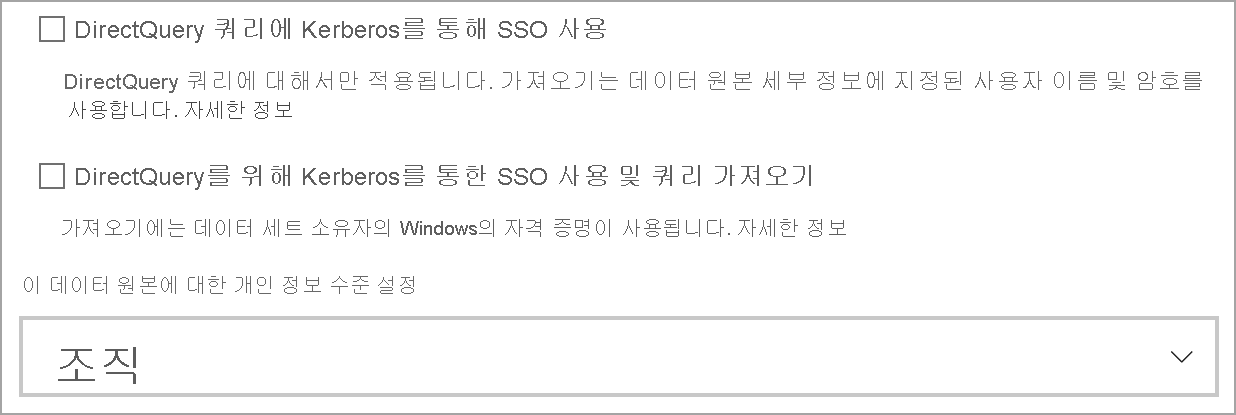 DirectQuery 쿼리에 Kerberos를 통해 SSO 사용
DirectQuery 쿼리에 대해서만 적용됩니다. 가져오기는 데이터 원본 세부 정보에 지정된 사용자 이름 및 암호를
사용합니다. 자세한 정보
DirectQuery를 위해 Kerberos를 통한 SSO 사용 및 쿼리 가져오기
가져오기에는 데이터 세트 소유자의 Windows의 자격 증명이 사용됩니다. 자세한 정보
이 데이터 원본에 대한 개인 정보 수준 설정
조직